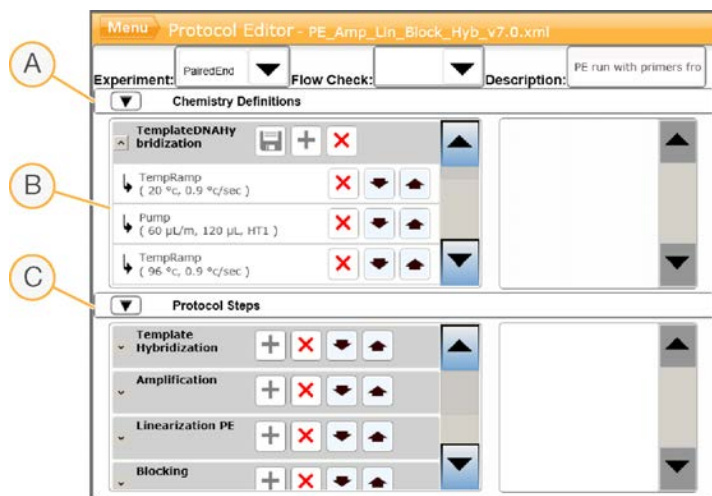 Menu Protocol Editor - PE_Amp_Lin_Block_Hyb_v7.0.xml
A
Experiment: PairedEnd Flow Check: Description: PE run with primers fro
Chemistry Definitions
TemplateDNAHy
bridization
B
TempRamp
( 20 °c, 0.9 °c/sec )
Pump
( 60 µL/m, 120 µL, HT1 )
TempRamp
( 96 °c, 0.9 °c/sec )
C
Protocol Steps
Template
Hybridization
Amplification
Linearization PE
Blocking